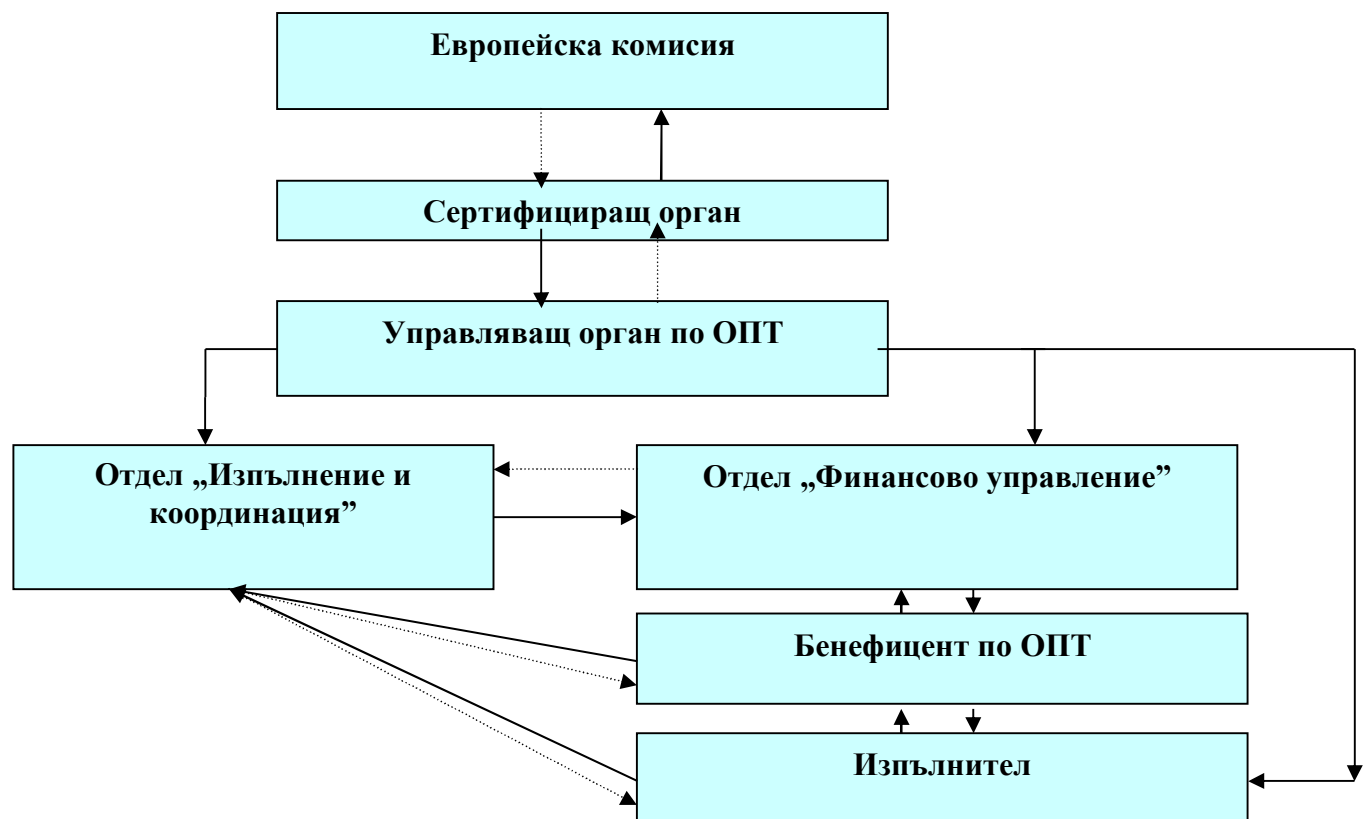 Европейска комисия
Сертифициращ орган
Управляващ орган по ОПТ
Отдел „Изпълнение и
координация”
Отдел „Финансово управление”
Бенефицент по ОПТ
Изпълнител